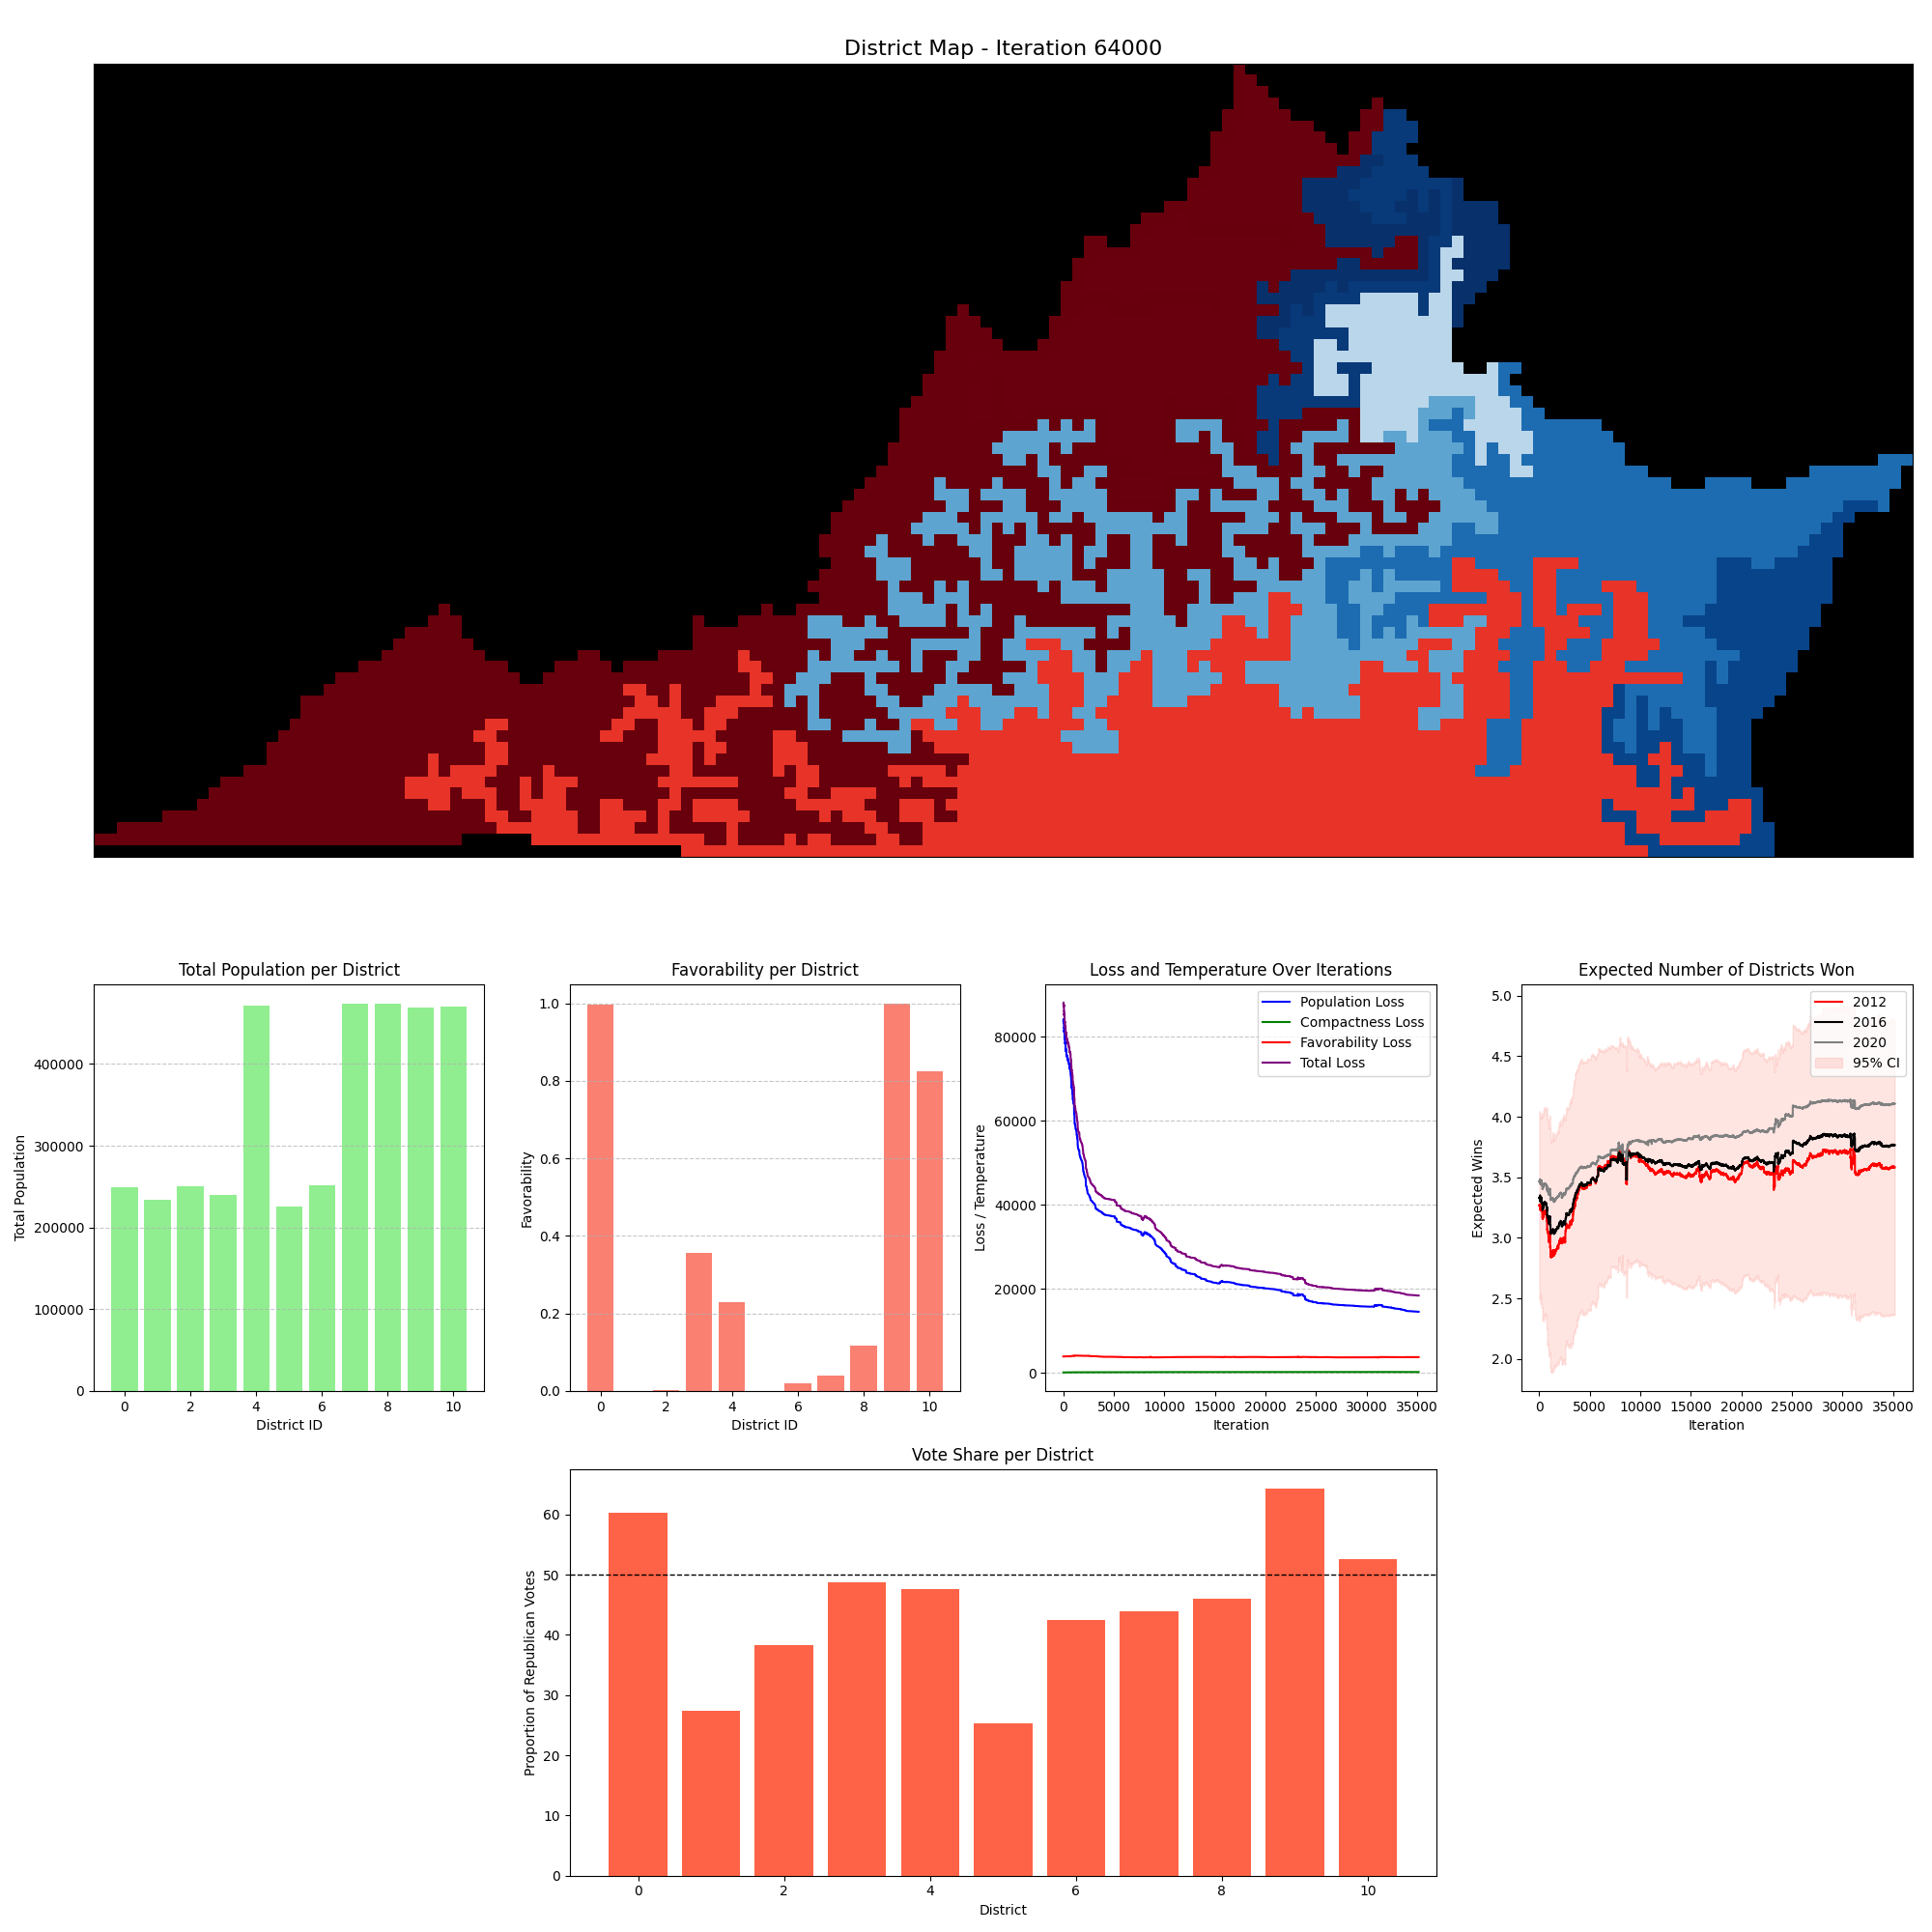 District Map - Iteration 64000
Total Population per District
Total Population
400000
300000
200000
100000
0
0 2 4 6 8 10
District ID
Favorability per District
Favorability
1.0
0.8
0.6
0.4
0.2
0.0
0 2 4 6 8 10
District ID
Loss and Temperature Over Iterations
Loss / Temperature
80000
60000
40000
20000
0
Population Loss
Compactness Loss
Favorability Loss
Total Loss
0 5000 10000 15000 20000 25000 30000 35000
Iteration
Expected Number of Districts Won
Expected Wins
5.0
4.5
4.0
3.5
3.0
2.5
2.0
2012
2016
2020
95% CI
0 5000 10000 15000 20000 25000 30000 35000
Iteration
Vote Share per District
Proportion of Republican Votes
60
50
40
30
20
10
0
0 2 4 6 8 10
District